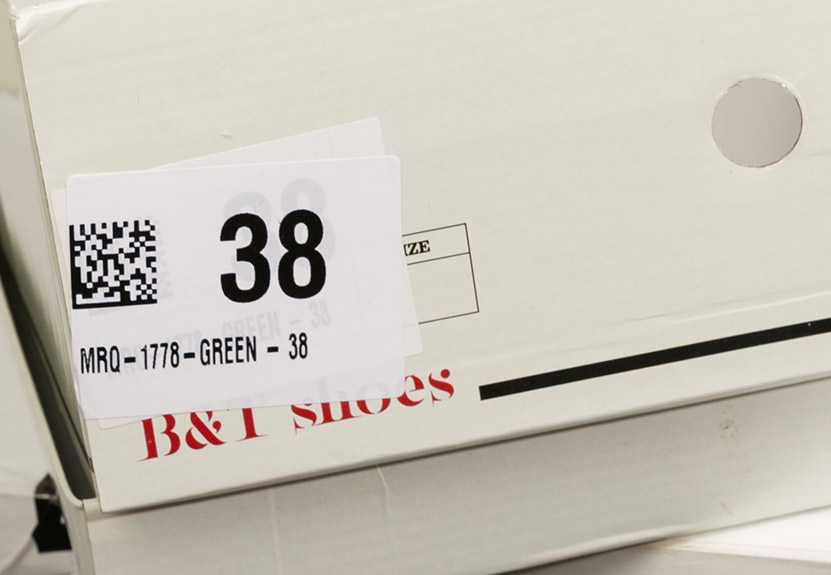 38
IZE
MRQ-1778-GREEN - 38
B&T shoes